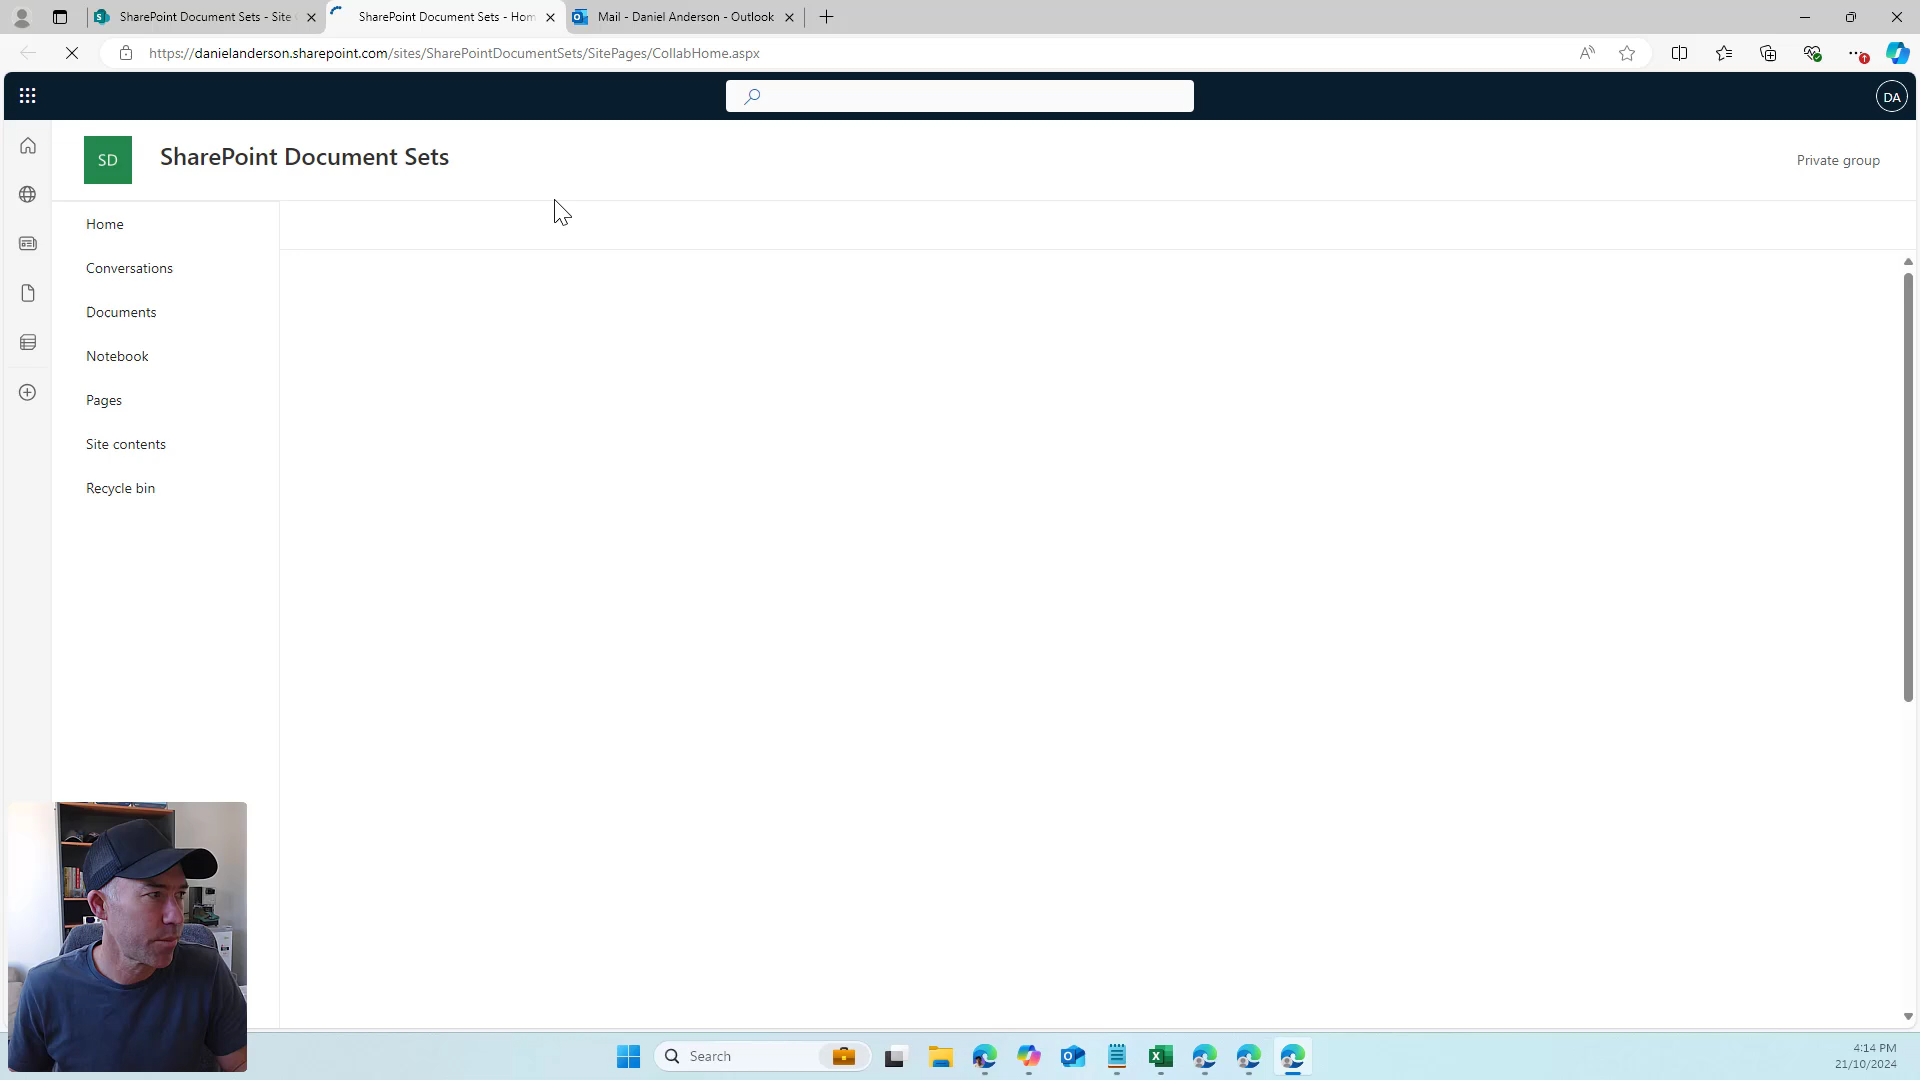 SharePoint Document Sets - Site
SharePoint Document Sets - Hom
Mail - Daniel Anderson - Outlook
https://danielanderson.sharepoint.com/sites/SharePointDocumentSets/SitePages/CollabHome.aspx
DA
SD
SharePoint Document Sets
Private group
Home
Conversations
Documents
Notebook
Pages
Site contents
Recycle bin
Search
4:14 PM
21/10/2024